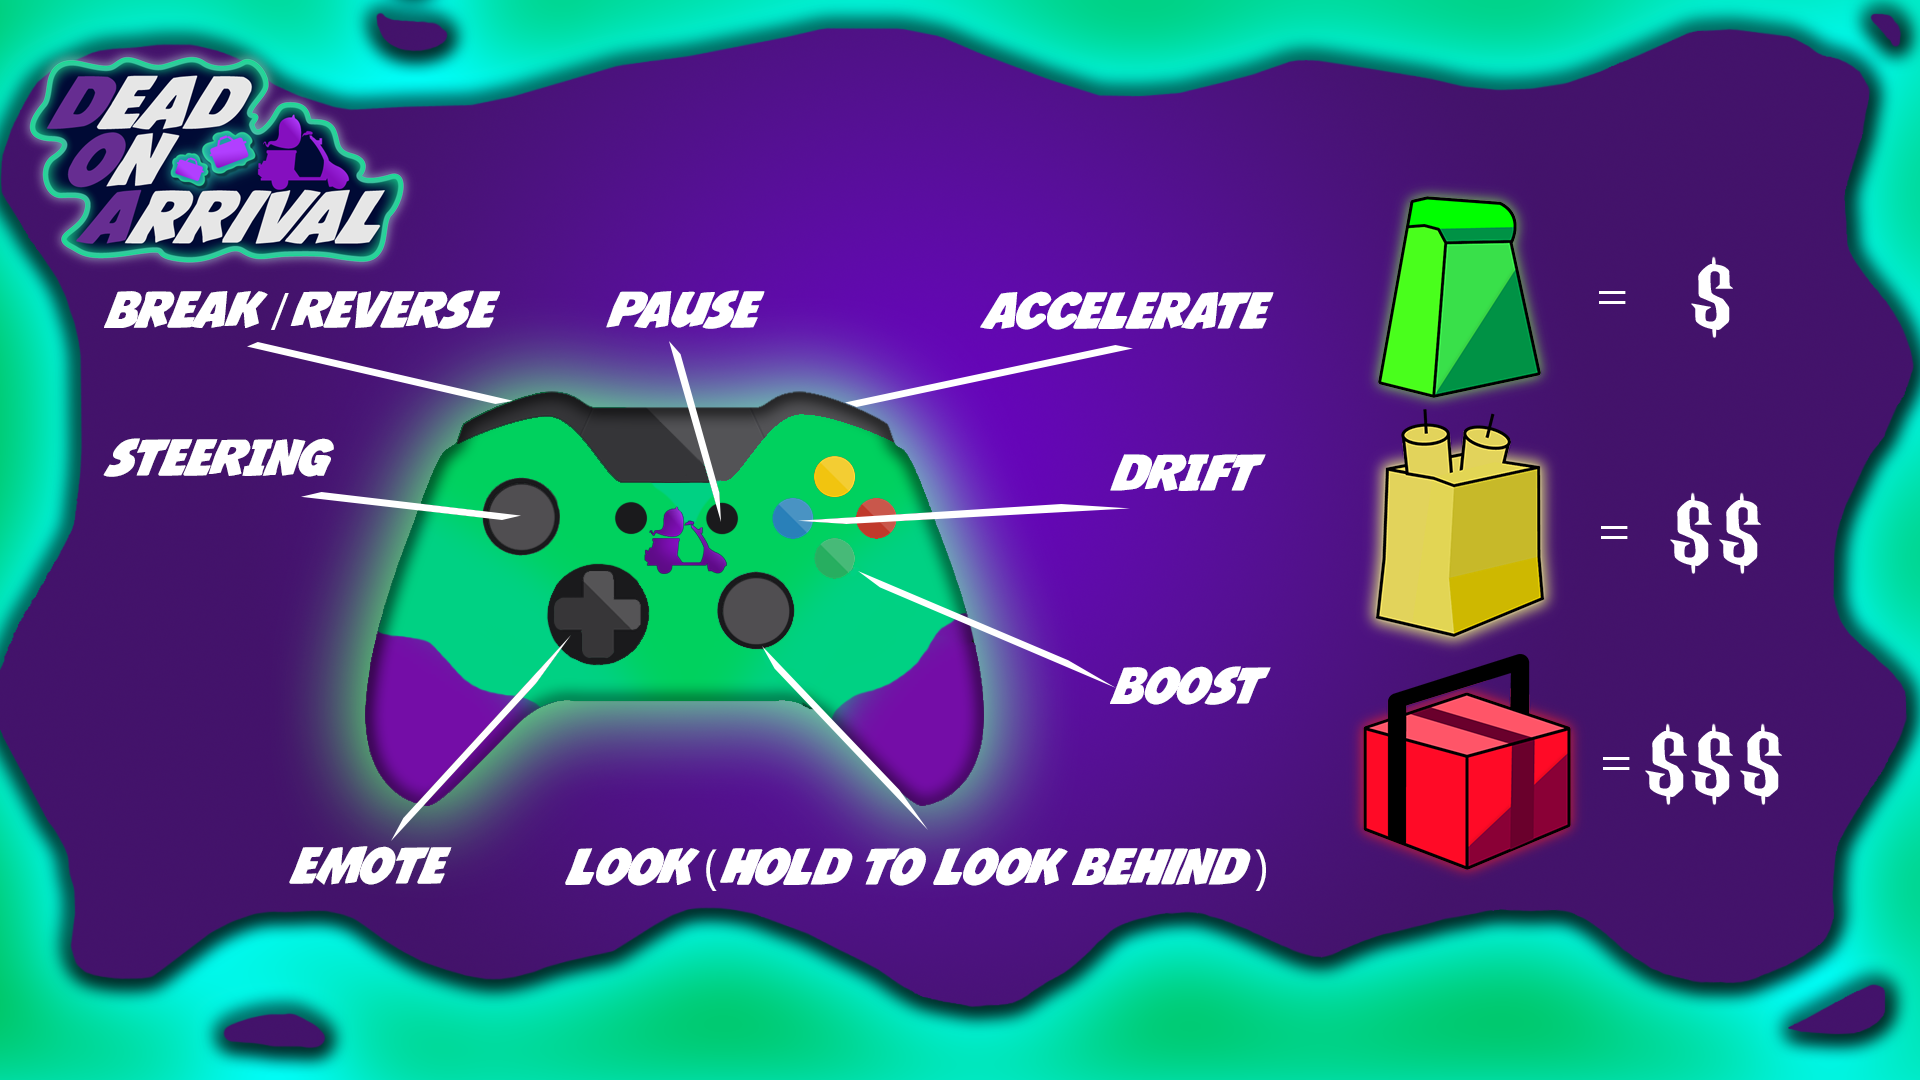 DEAD
ON
ARRIVAL
BREAK / REVERSE
PAUSE
ACCELERATE
STEERING
DRIFT
BOOST
EMOTE
LOOK (HOLD TO LOOK BEHIND)
= $
= $$
= $$$